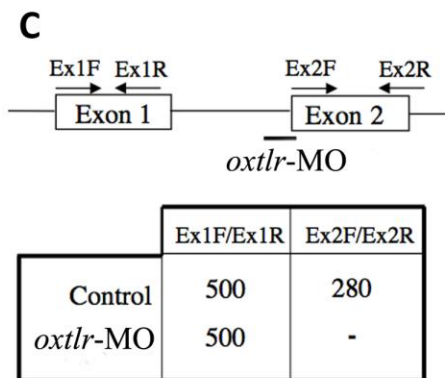 C
Ex1F Ex1R Ex2F Ex2R
Exon 1 Exon 2
oxtlr-MO
Ex1F/Ex1R Ex2F/Ex2R
Control 500 280
oxtlr-MO 500 -